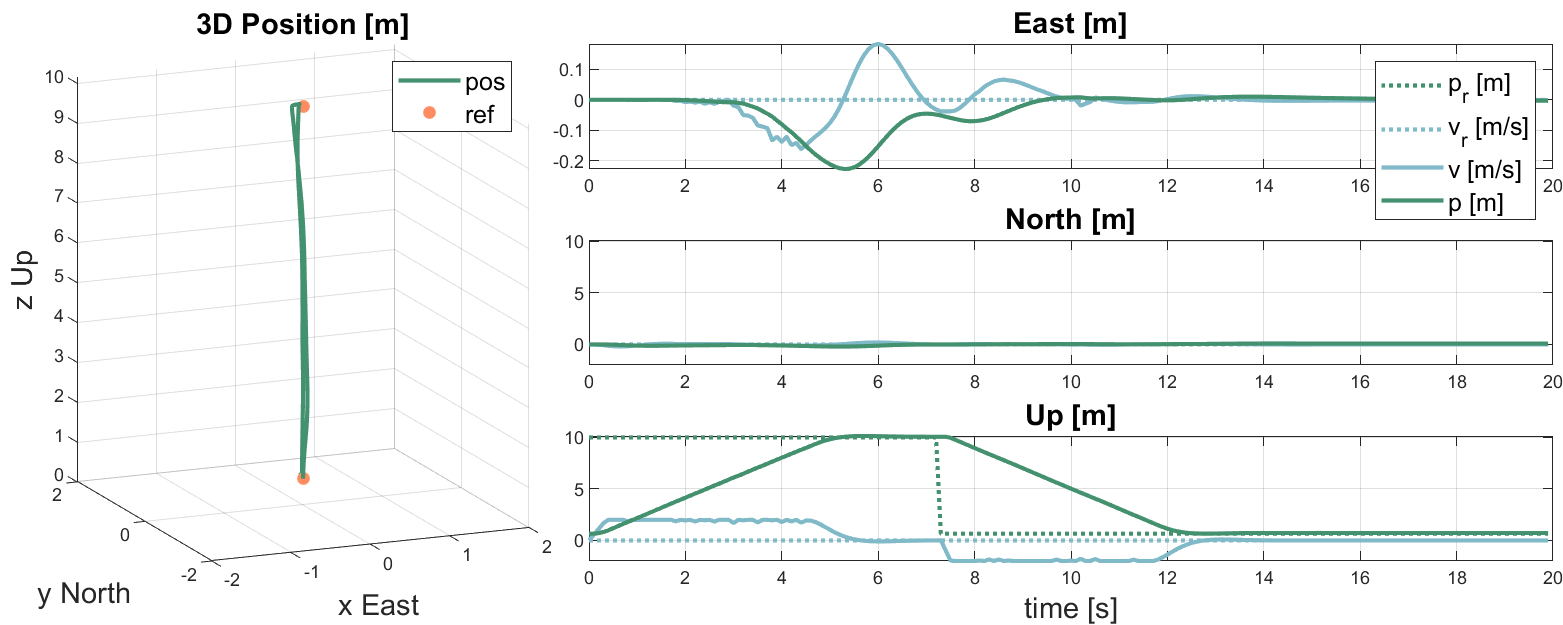 3D Position [m]
pos
ref
10
9
8
7
6
5
4
3
2
1
0
z Up
2
0
-2
y North
-2
-1
0
1
2
x East
East [m]
0.1
0
-0.1
-0.2
0 2 4 6 8 10 12 14 16 20
p_r [m]
v_r [m/s]
v [m/s]
p [m]
North [m]
10
5
0
0 2 4 6 8 10 12 14 16 18 20
Up [m]
10
5
0
0 2 4 6 8 10 12 14 16 18 20
time [s]